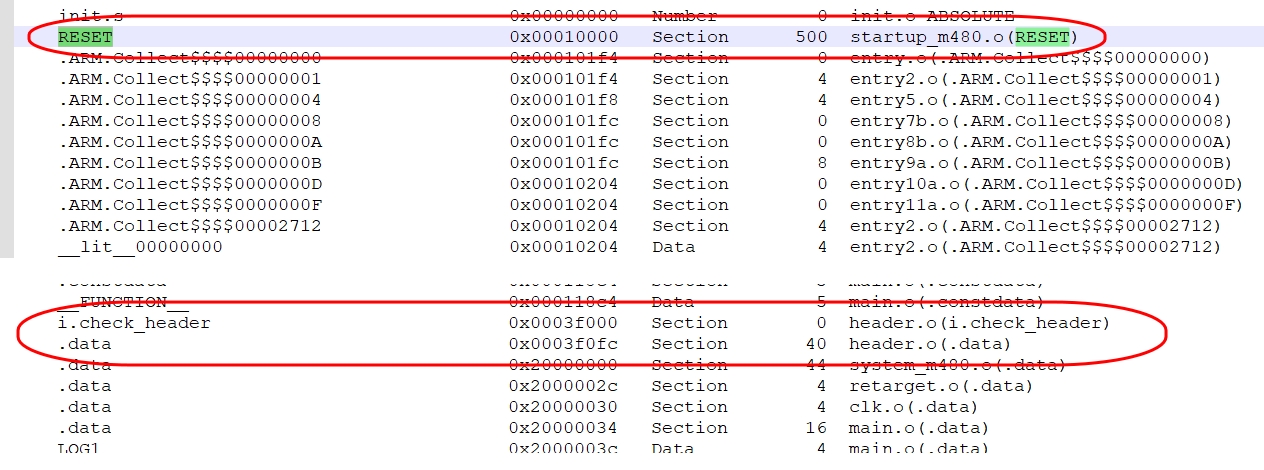 init.s 0x00000000 Number 0 init.o ABSOLUTE
RESET 0x00010000 Section 500 startup_m480.o(RESET)
.ARM.Collect$$$$00000000 0x000101f4 Section 0 entry.o(.ARM.Collect$$$$00000000)
.ARM.Collect$$$$00000001 0x000101f4 Section 4 entry2.o(.ARM.Collect$$$$00000001)
.ARM.Collect$$$$00000004 0x000101f8 Section 4 entry5.o(.ARM.Collect$$$$00000004)
.ARM.Collect$$$$00000008 0x000101fc Section 0 entry7b.o(.ARM.Collect$$$$00000008)
.ARM.Collect$$$$0000000A 0x000101fc Section 0 entry8b.o(.ARM.Collect$$$$0000000A)
.ARM.Collect$$$$0000000B 0x000101fc Section 8 entry9a.o(.ARM.Collect$$$$0000000B)
.ARM.Collect$$$$0000000D 0x00010204 Section 0 entry10a.o(.ARM.Collect$$$$0000000D)
.ARM.Collect$$$$0000000F 0x00010204 Section 0 entry11a.o(.ARM.Collect$$$$0000000F)
.ARM.Collect$$$$00002712 0x00010204 Section 4 entry2.o(.ARM.Collect$$$$00002712)
__lit__00000000 0x00010204 Data 4 entry2.o(.ARM.Collect$$$$00002712)
__FUNCTION__ 0x000118c4 Data 5 main.o(.constdata)
i.check_header 0x0003f000 Section 0 header.o(i.check_header)
.data 0x0003f0fc Section 40 header.o(.data)
.data 0x20000000 Section 44 system_m480.o(.data)
.data 0x2000002c Section 4 retarget.o(.data)
.data 0x20000030 Section 4 clk.o(.data)
.data 0x20000034 Section 16 main.o(.data)
LOG1 0x2000003c Data 4 main.o(.data)